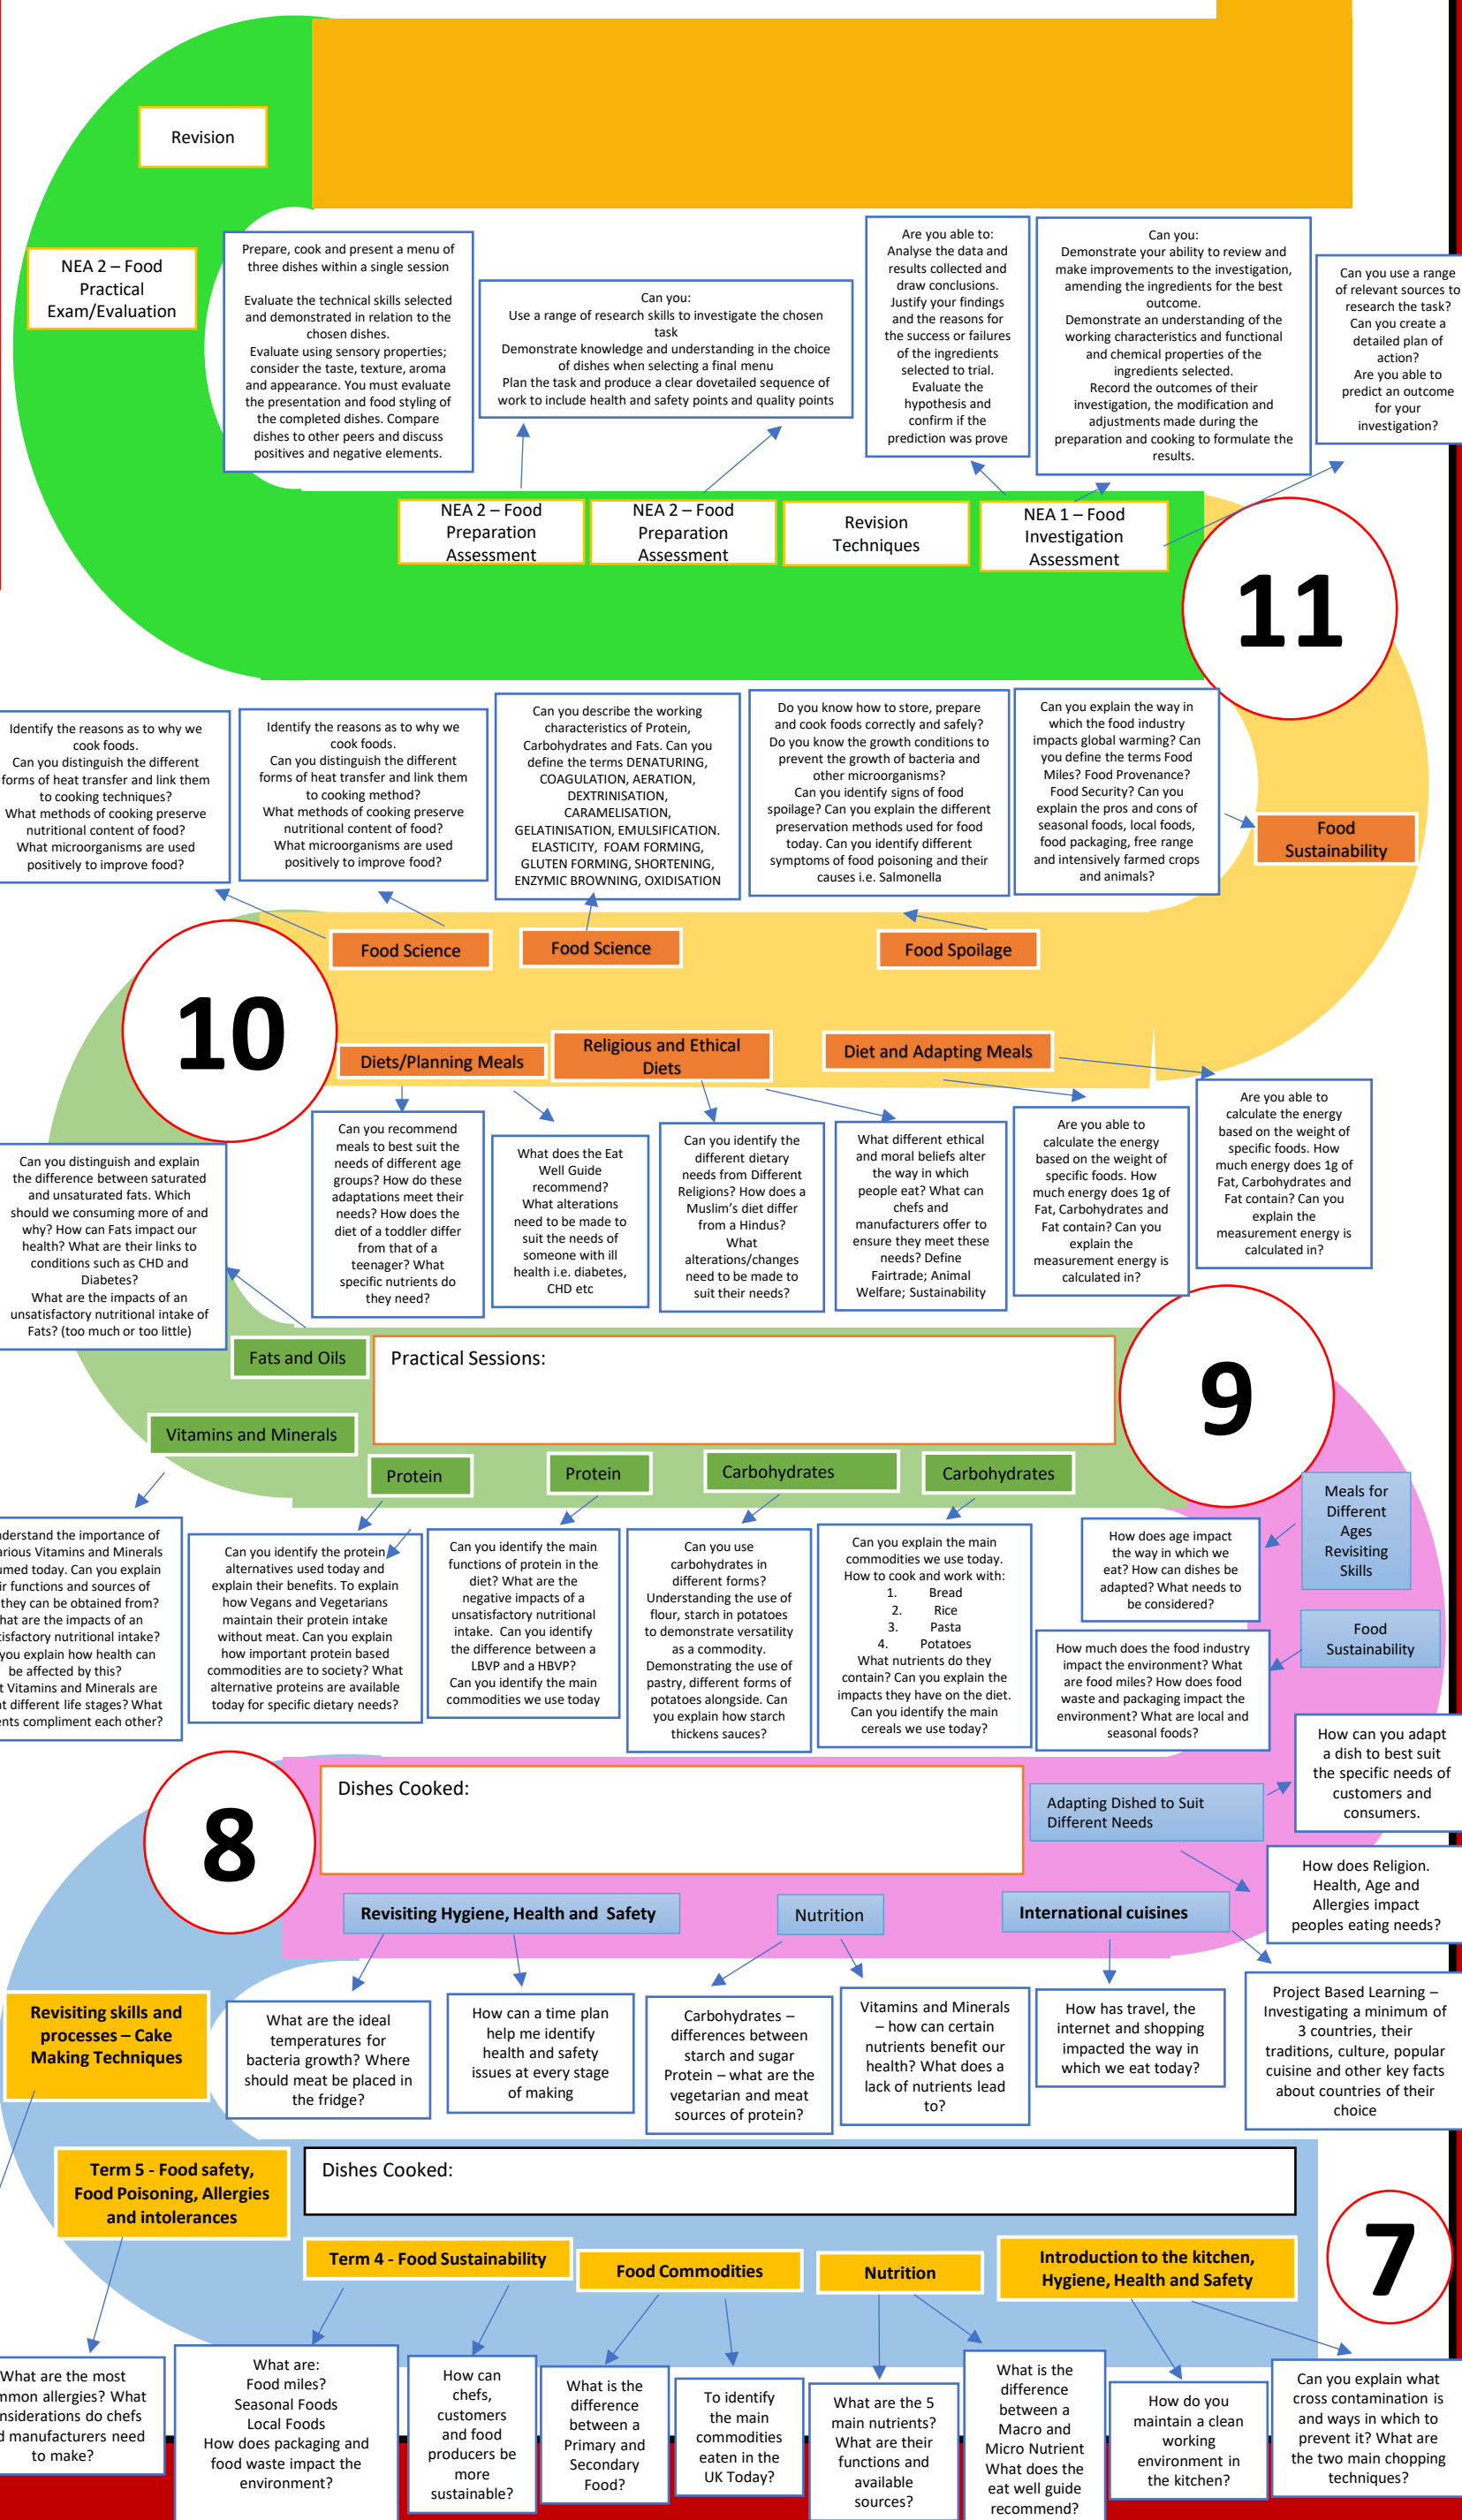 Revision
NEA 2 – Food
Practical
Exam/Evaluation
Prepare, cook and present a menu of
three dishes within a single session
Evaluate the technical skills selected
and demonstrated in relation to the
chosen dishes.
Evaluate using sensory properties;
consider the taste, texture, aroma
and appearance. You must evaluate
the presentation and food styling of
the completed dishes. Compare
dishes to other peers and discuss
positives and negative elements.
Can you:
Use a range of research skills to investigate the chosen
task
Demonstrate knowledge and understanding in the choice
of dishes when selecting a final menu
Plan the task and produce a clear dovetailed sequence of
work to include health and safety points and quality points
Are you able to:
Analyse the data and
results collected and
draw conclusions.
Justify your findings
and the reasons for
the success or failures
of the ingredients
selected to trial.
Evaluate the
hypothesis and
confirm if the
prediction was prove
Can you:
Demonstrate your ability to review and
make improvements to the investigation,
amending the ingredients for the best
outcome.
Demonstrate an understanding of the
working characteristics and functional
and chemical properties of the
ingredients selected.
Record the outcomes of their
investigation, the modification and
adjustments made during the
preparation and cooking to formulate the
results.
Can you use a range
of relevant sources to
research the task?
Can you create a
detailed plan of
action?
Are you able to
predict an outcome
for your
investigation?
NEA 2 – Food
Preparation
Assessment
NEA 2 – Food
Preparation
Assessment
Revision
Techniques
NEA 1 – Food
Investigation
Assessment
11
Identify the reasons as to why we
cook foods.
Can you distinguish the different
forms of heat transfer and link them
to cooking techniques?
What methods of cooking preserve
nutritional content of food?
What microorganisms are used
positively to improve food?
Identify the reasons as to why we
cook foods.
Can you distinguish the different
forms of heat transfer and link them
to cooking method?
What methods of cooking preserve
nutritional content of food?
What microorganisms are used
positively to improve food?
Can you describe the working
characteristics of Protein,
Carbohydrates and Fats. Can you
define the terms DENATURING,
COAGULATION, AERATION,
DEXTRINISATION,
CARAMELISATION,
GELATINISATION, EMULSIFICATION.
ELASTICITY, FOAM FORMING,
GLUTEN FORMING, SHORTENING,
ENZYMIC BROWNING, OXIDISATION
Do you know how to store, prepare
and cook foods correctly and safely?
Do you know the growth conditions to
prevent the growth of bacteria and
other microorganisms?
Can you identify signs of food
spoilage? Can you explain the different
preservation methods used for food
today. Can you identify different
symptoms of food poisoning and their
causes i.e. Salmonella
Can you explain the way in
which the food industry
impacts global warming? Can
you define the terms Food
Miles? Food Provenance?
Food Security? Can you
explain the pros and cons of
seasonal foods, local foods,
food packaging, free range
and intensively farmed crops
and animals?
Food
Sustainability
Food Science
Food Science
Food Spoilage
10
Diets/Planning Meals
Religious and Ethical
Diets
Diet and Adapting Meals
Can you distinguish and explain
the difference between saturated
and unsaturated fats. Which
should we consuming more of and
why? How can Fats impact our
health? What are their links to
conditions such as CHD and
Diabetes?
What are the impacts of an
unsatisfactory nutritional intake of
Fats? (too much or too little)
Can you recommend
meals to best suit the
needs of different age
groups? How do these
adaptations meet their
needs? How does the
diet of a toddler differ
from that of a
teenager? What
specific nutrients do
they need?
What does the Eat
Well Guide
recommend?
What alterations
need to be made to
suit the needs of
someone with ill
health i.e. diabetes,
CHD etc
Can you identify the
different dietary
needs from Different
Religions? How does a
Muslim's diet differ
from a Hindus?
What
alterations/changes
need to be made to
suit their needs?
What different ethical
and moral beliefs alter
the way in which
people eat? What can
chefs and
manufacturers offer to
ensure they meet these
needs? Define
Fairtrade; Animal
Welfare; Sustainability
Are you able to
calculate the energy
based on the weight of
specific foods. How
much energy does 1g of
Fat, Carbohydrates and
Fat contain? Can you
explain the
measurement energy is
calculated in?
Are you able to
calculate the energy
based on the weight of
specific foods. How
much energy does 1g of
Fat, Carbohydrates and
Fat contain? Can you
explain the
measurement energy is
calculated in?
Fats and Oils
Practical Sessions:
9
Vitamins and Minerals
Protein
Protein
Carbohydrates
Carbohydrates
Meals for
Different
Ages
Revisiting
Skills
the importance of
Vitamins and Minerals
today. Can you explain
functions and sources of
they can be obtained from?
are the impacts of an
nutritional intake?
you explain how health can
be affected by this?
Vitamins and Minerals are
different life stages? What
compliment each other?
Can you identify the protein
alternatives used today and
explain their benefits. To explain
how Vegans and Vegetarians
maintain their protein intake
without meat. Can you explain
how important protein based
commodities are to society? What
alternative proteins are available
today for specific dietary needs?
Can you identify the main
functions of protein in the
diet? What are the
negative impacts of a
unsatisfactory nutritional
intake. Can you identify
the difference between a
LBVP and a HBVP?
Can you identify the main
commodities we use today
Can you use
carbohydrates in
different forms?
Understanding the use of
flour, starch in potatoes
to demonstrate versatility
as a commodity.
Demonstrating the use of
pastry, different forms of
potatoes alongside. Can
you explain how starch
thickens sauces?
Can you explain the main
commodities we use today.
How to cook and work with:
1. Bread
2. Rice
3. Pasta
4. Potatoes
What nutrients do they
contain? Can you explain the
impacts they have on the diet.
Can you identify the main
cereals we use today?
How does age impact
the way in which we
eat? How can dishes be
adapted? What needs to
be considered?
Food
Sustainability
How much does the food industry
impact the environment? What
are food miles? How does food
waste and packaging impact the
environment? What are local and
seasonal foods?
How can you adapt
a dish to best suit
the specific needs of
customers and
consumers.
8
Dishes Cooked:
Adapting Dished to Suit
Different Needs
How does Religion.
Health, Age and
Allergies impact
peoples eating needs?
Revisiting Hygiene, Health and Safety
Nutrition
International cuisines
Revisiting skills and
processes – Cake
Making Techniques
What are the ideal
temperatures for
bacteria growth? Where
should meat be placed in
the fridge?
How can a time plan
help me identify
health and safety
issues at every stage
of making
Carbohydrates –
differences between
starch and sugar
Protein – what are the
vegetarian and meat
sources of protein?
Vitamins and Minerals
– how can certain
nutrients benefit our
health? What does a
lack of nutrients lead
to?
How has travel, the
internet and shopping
impacted the way in
which we eat today?
Project Based Learning –
Investigating a minimum of
3 countries, their
traditions, culture, popular
cuisine and other key facts
about countries of their
choice
Term 5 - Food safety,
Food Poisoning, Allergies
and intolerances
Dishes Cooked:
7
Term 4 - Food Sustainability
Food Commodities
Nutrition
Introduction to the kitchen,
Hygiene, Health and Safety
What are the most
allergies? What
do chefs
manufacturers need
to make?
What are:
Food miles?
Seasonal Foods
Local Foods
How does packaging and
food waste impact the
environment?
How can
chefs,
customers
and food
producers be
more
sustainable?
What is the
difference
between a
Primary and
Secondary
Food?
To identify
the main
commodities
eaten in the
UK Today?
What are the 5
main nutrients?
What are their
functions and
available
sources?
What is the
difference
between a
Macro and
Micro Nutrient
What does the
eat well guide
recommend?
How do you
maintain a clean
working
environment in
the kitchen?
Can you explain what
cross contamination is
and ways in which to
prevent it? What are
the two main chopping
techniques?